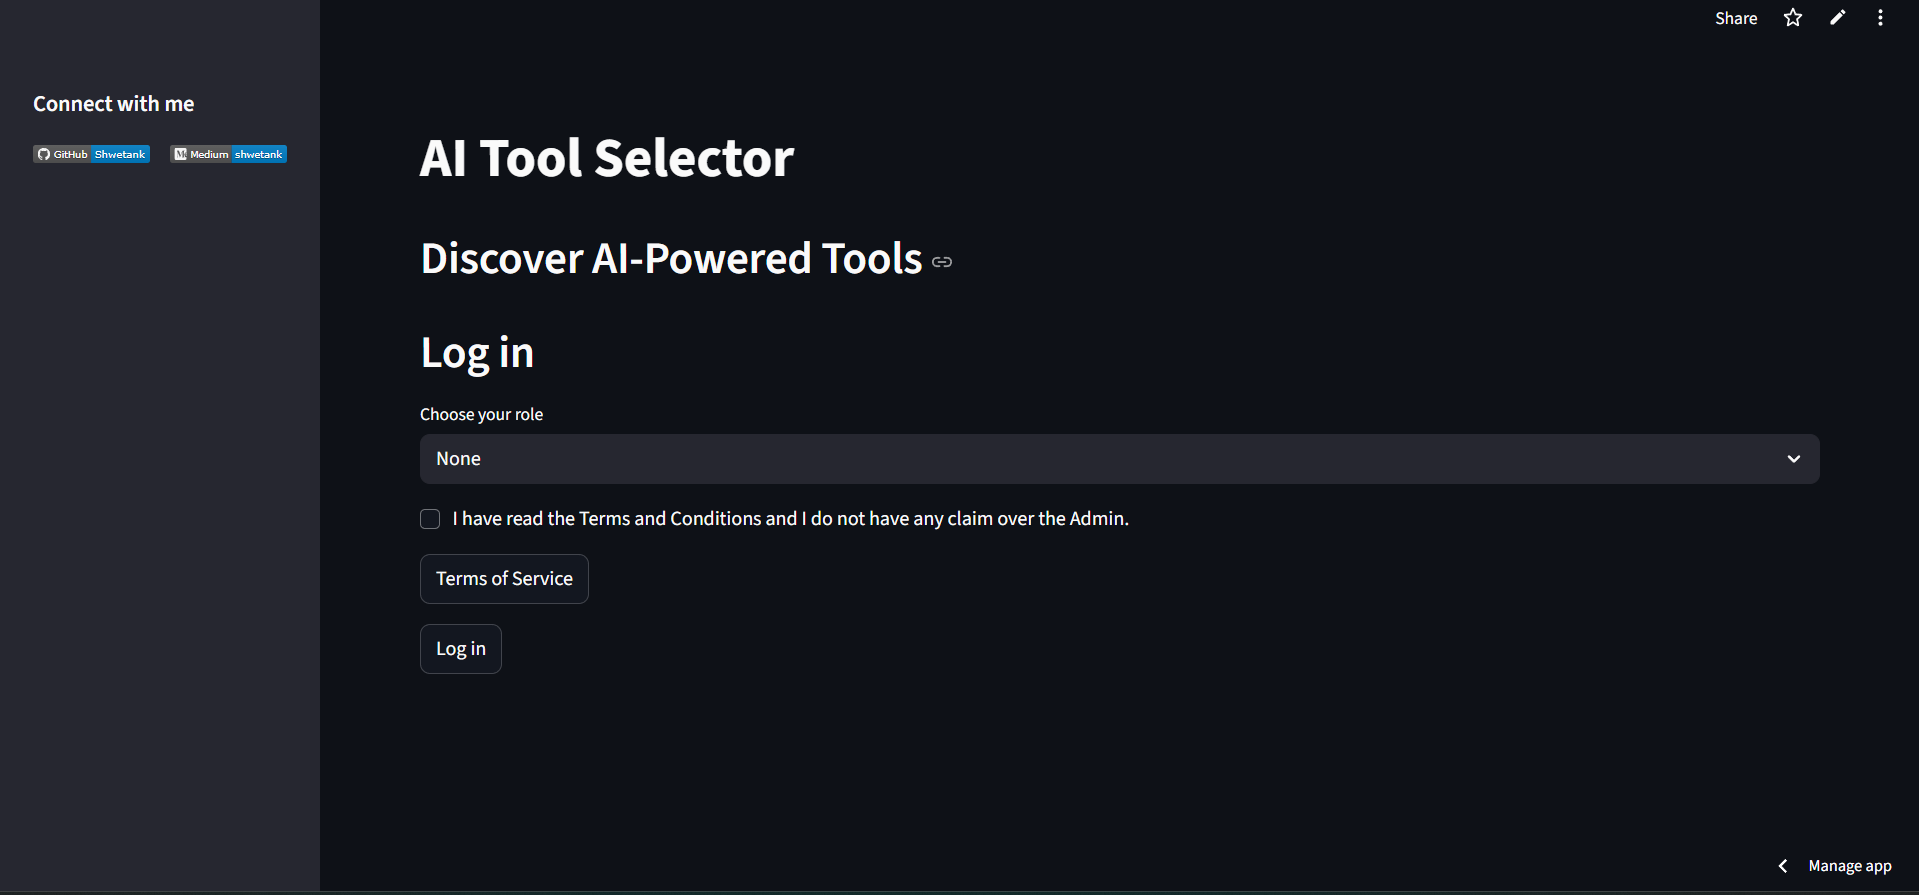 Share
Connect with me
GitHub Shwetank
Medium shwetank
AI Tool Selector
Discover AI-Powered Tools
Log in
Choose your role
None
I have read the Terms and Conditions and I do not have any claim over the Admin.
Terms of Service
Log in
Manage app